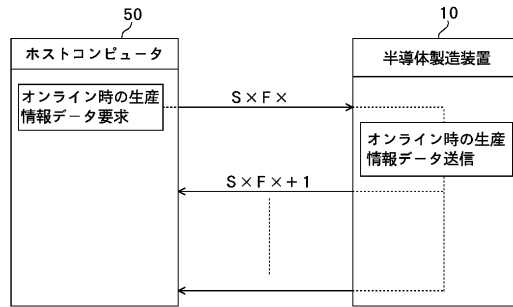 50
10
ホストコンピュータ
半導体製造装置
オンライン時の生産
情報データ要求
S×F×
オンライン時の生産
情報データ送信
S×F×+1